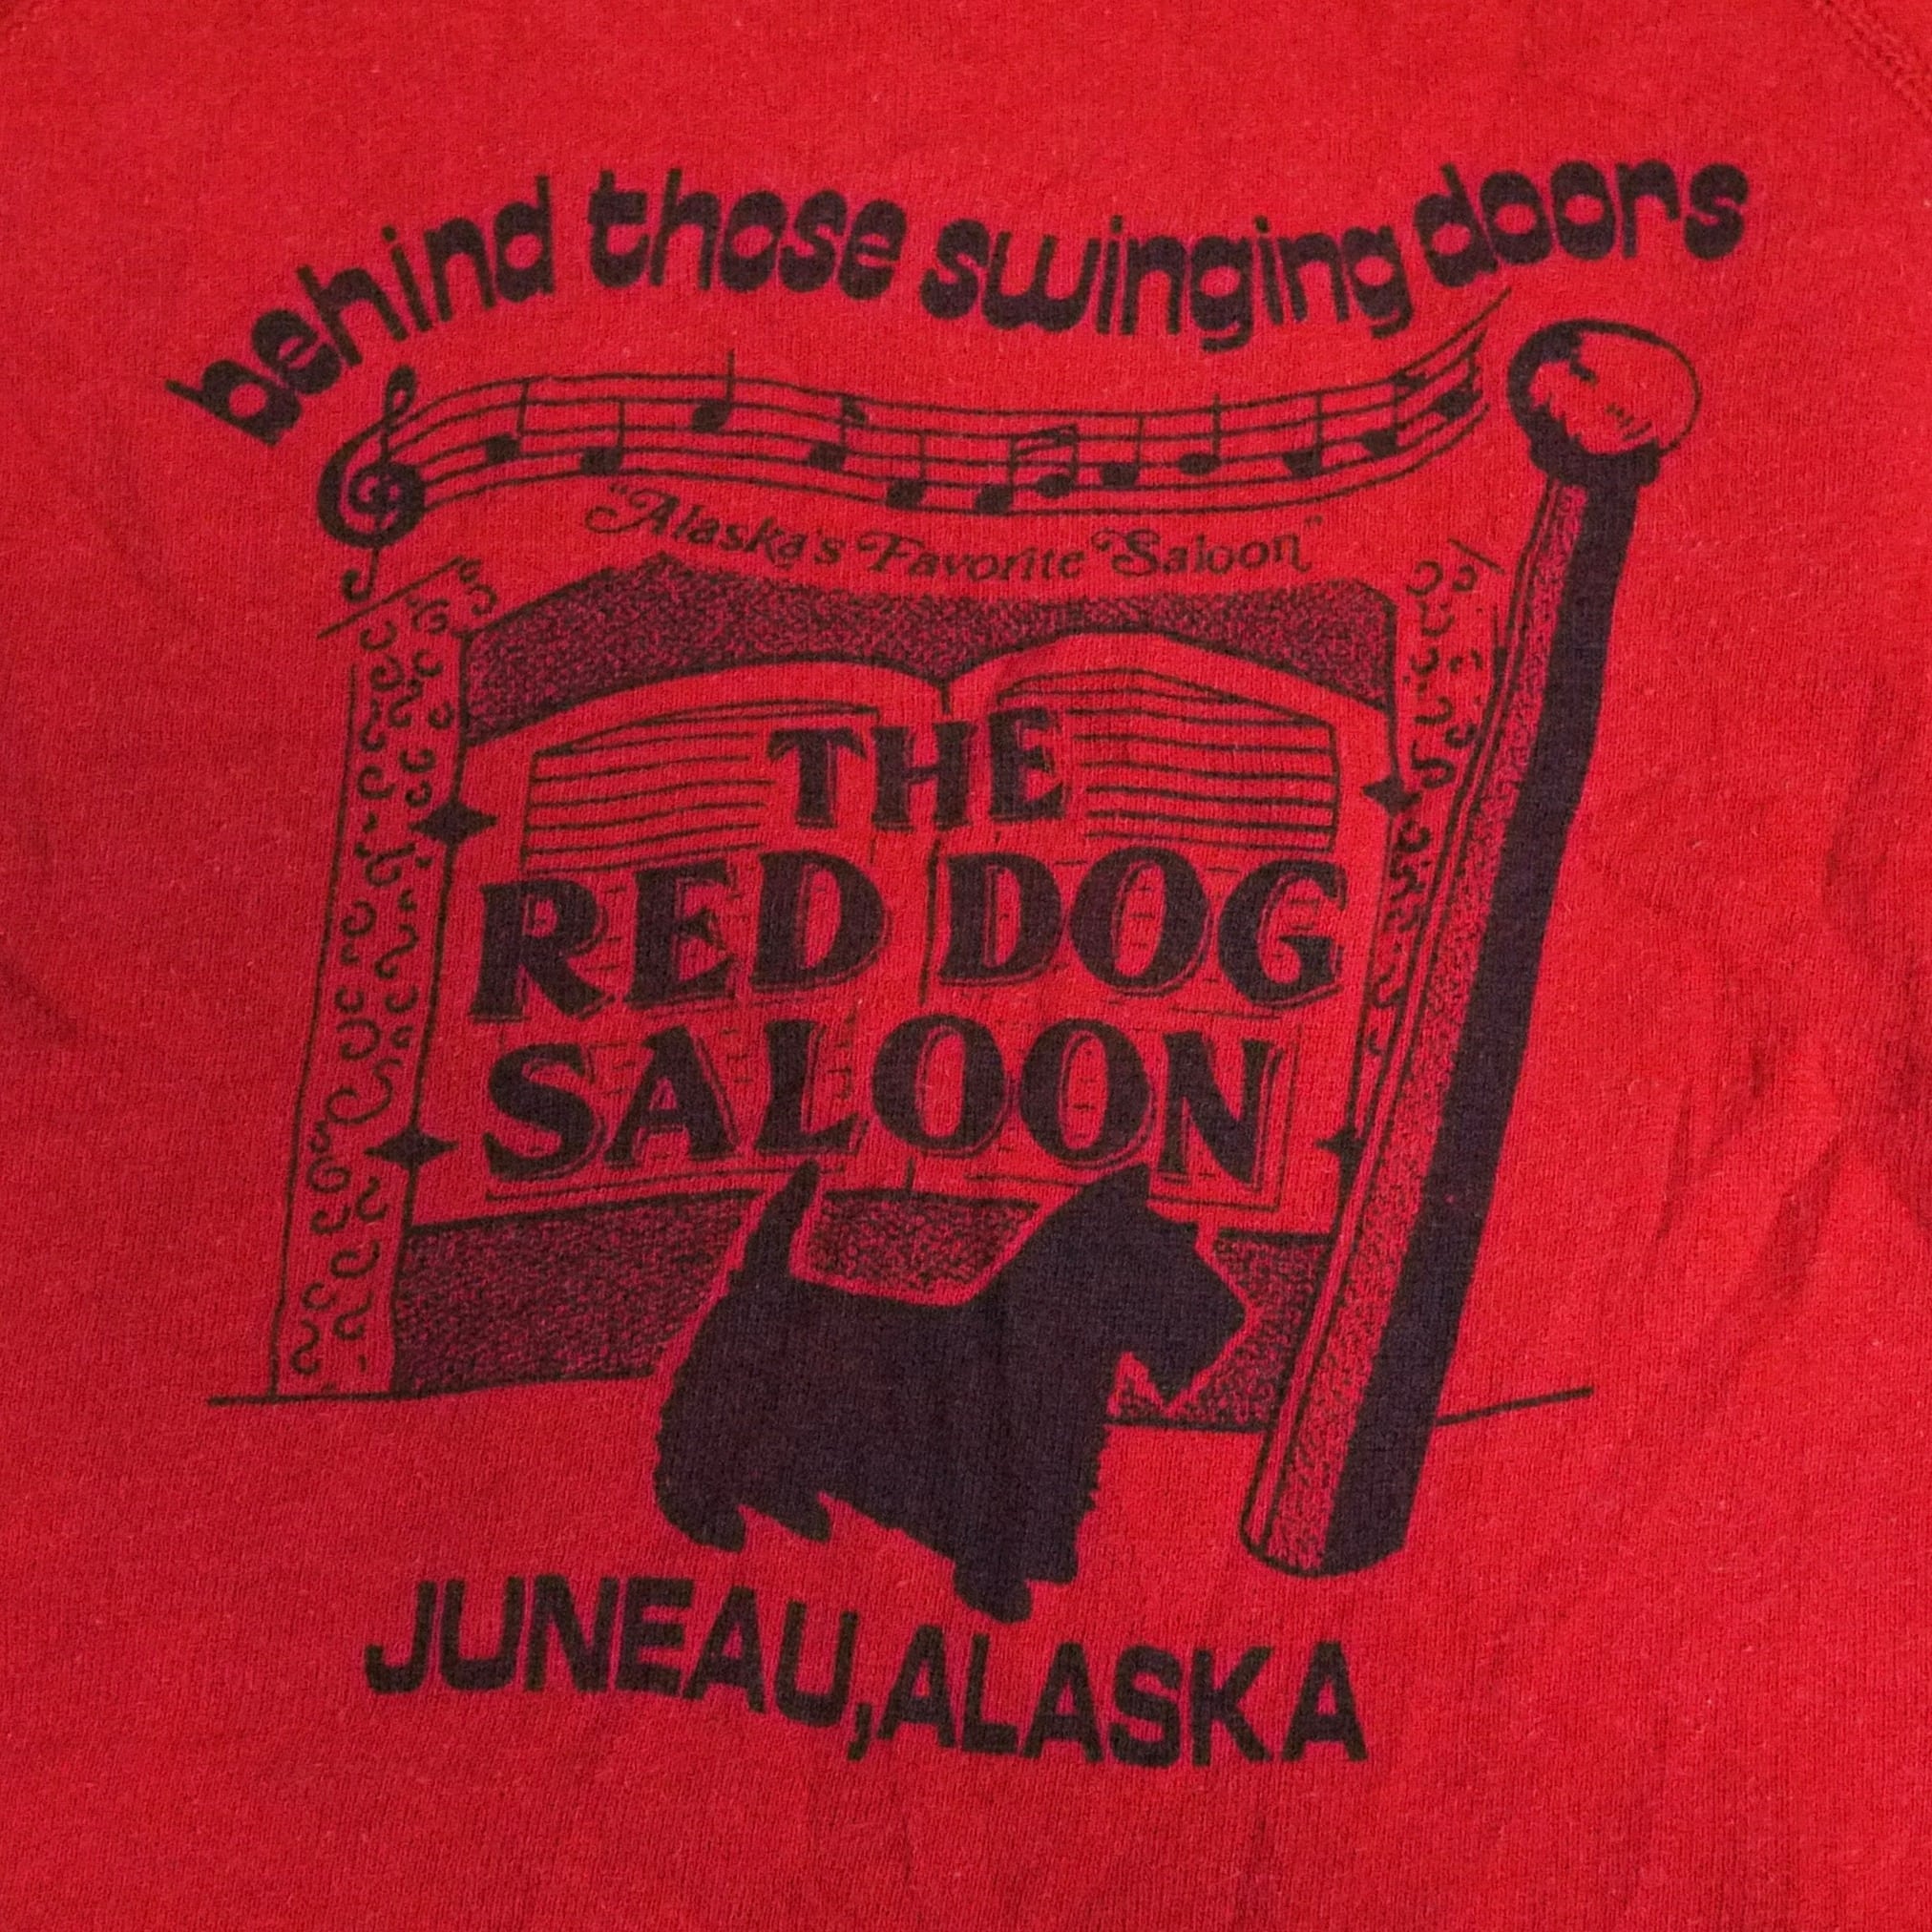 behind those swinging doors
"Alaska's Favorite Saloon"
THE
RED DOG
SALOON
JUNEAU, ALASKA